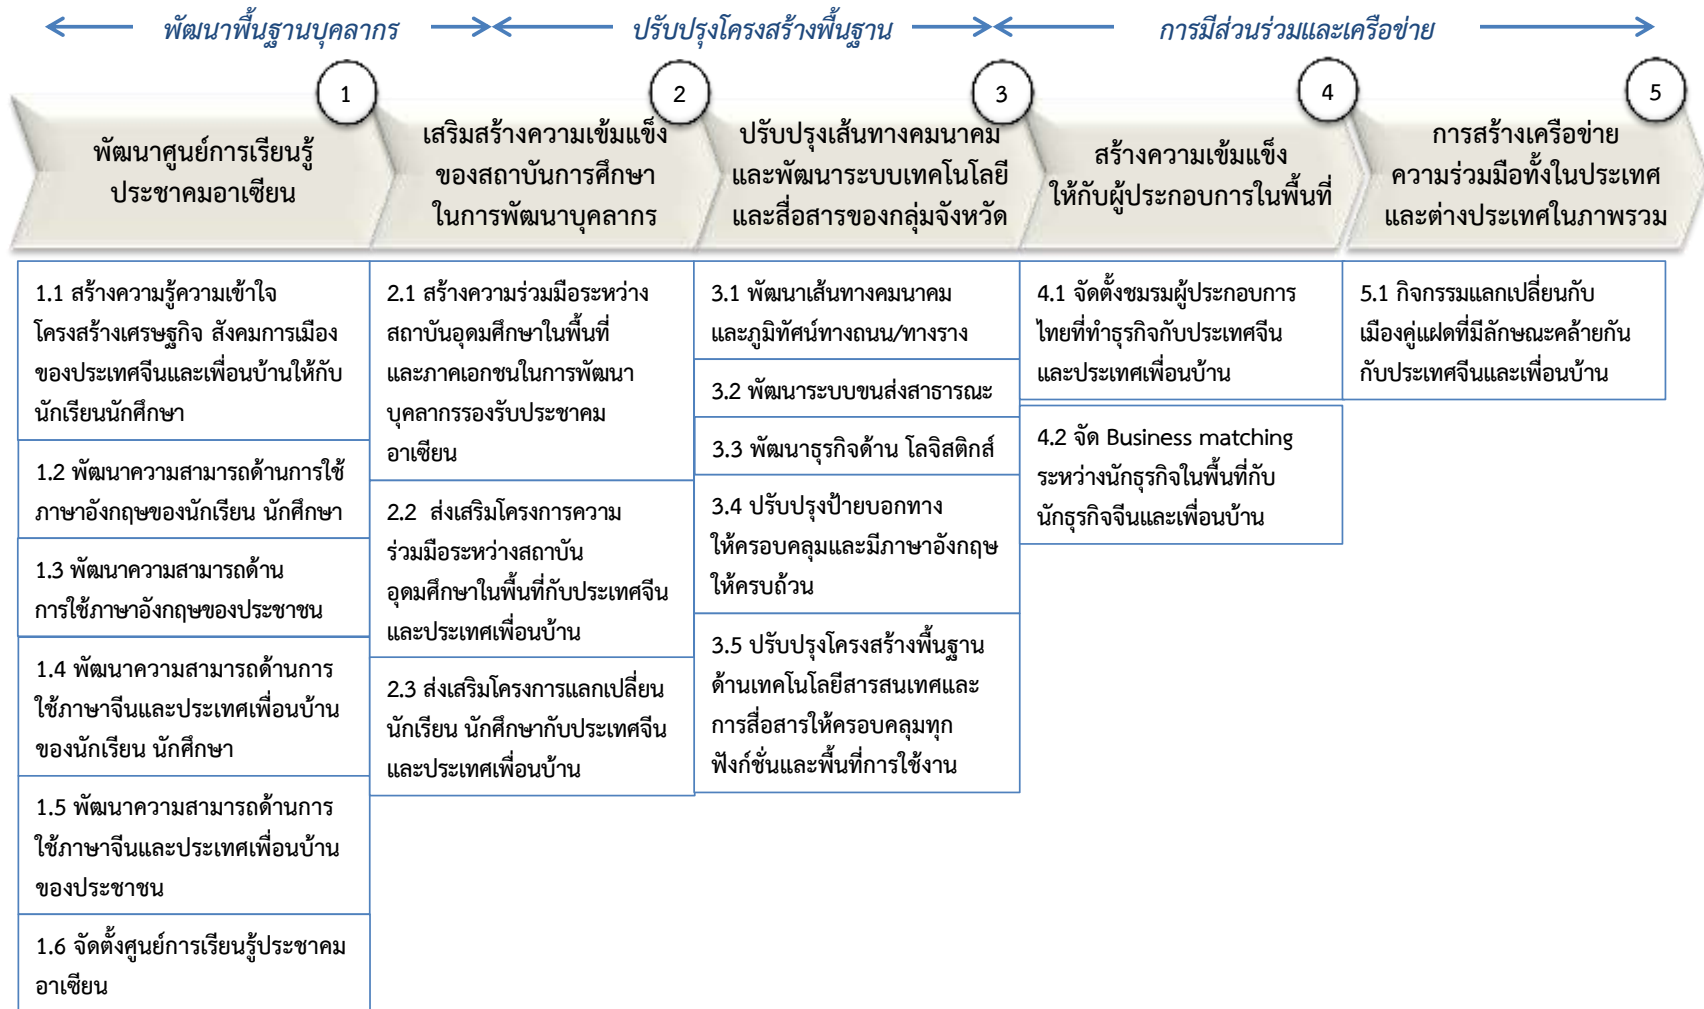 พัฒนาพื้นฐานบุคลากร
ปรับปรุงโครงสร้างพื้นฐาน
การมีส่วนร่วมและเครือข่าย
1
พัฒนาศูนย์การเรียนรู้
ประชาคมอาเซียน
2
เสริมสร้างความเข้มแข็ง
ของสถาบันการศึกษา
ในการพัฒนาบุคลากร
3
ปรับปรุงเส้นทางคมนาคม
และพัฒนาระบบเทคโนโลยี
และสื่อสารของกลุ่มจังหวัด
4
สร้างความเข้มแข็ง
ให้กับผู้ประกอบการในพื้นที่
5
การสร้างเครือข่าย
ความร่วมมือทั้งในประเทศ
และต่างประเทศในภาพรวม
1.1 สร้างความรู้ความเข้าใจ
โครงสร้างเศรษฐกิจ สังคมการเมือง
ของประเทศจีนและเพื่อนบ้านให้กับ
นักเรียนนักศึกษา
1.2 พัฒนาความสามารถด้านการใช้
ภาษาอังกฤษของนักเรียน นักศึกษา
1.3 พัฒนาความสามารถด้าน
การใช้ภาษาอังกฤษของประชาชน
1.4 พัฒนาความสามารถด้านการ
ใช้ภาษาจีนและประเทศเพื่อนบ้าน
ของนักเรียน นักศึกษา
1.5 พัฒนาความสามารถด้านการ
ใช้ภาษาจีนและประเทศเพื่อนบ้าน
ของประชาชน
1.6 จัดตั้งศูนย์การเรียนรู้ประชาคม
อาเซียน
2.1 สร้างความร่วมมือระหว่าง
สถาบันอุดมศึกษาในพื้นที่
และภาคเอกชนในการพัฒนา
บุคลากรรองรับประชาคม
อาเซียน
2.2 ส่งเสริมโครงการความ
ร่วมมือระหว่างสถาบัน
อุดมศึกษาในพื้นที่กับประเทศจีน
และประเทศเพื่อนบ้าน
2.3 ส่งเสริมโครงการแลกเปลี่ยน
นักเรียน นักศึกษากับประเทศจีน
และประเทศเพื่อนบ้าน
3.1 พัฒนาเส้นทางคมนาคม
และภูมิทัศน์ทางถนน/ทางราง
3.2 พัฒนาระบบขนส่งสาธารณะ
3.3 พัฒนาธุรกิจด้าน โลจิสติกส์
3.4 ปรับปรุงป้ายบอกทาง
ให้ครอบคลุมและมีภาษาอังกฤษ
ให้ครบถ้วน
3.5 ปรับปรุงโครงสร้างพื้นฐาน
ด้านเทคโนโลยีสารสนเทศและ
การสื่อสารให้ครอบคลุมทุก
ฟังก์ชั่นและพื้นที่การใช้งาน
4.1 จัดตั้งชมรมผู้ประกอบการ
ไทยที่ทำธุรกิจกับประเทศจีน
และประเทศเพื่อนบ้าน
4.2 จัด Business matching
ระหว่างนักธุรกิจในพื้นที่กับ
นักธุรกิจจีนและเพื่อนบ้าน
5.1 กิจกรรมแลกเปลี่ยนกับ
เมืองคู่แฝดที่มีลักษณะคล้ายกัน
กับประเทศจีนและเพื่อนบ้าน